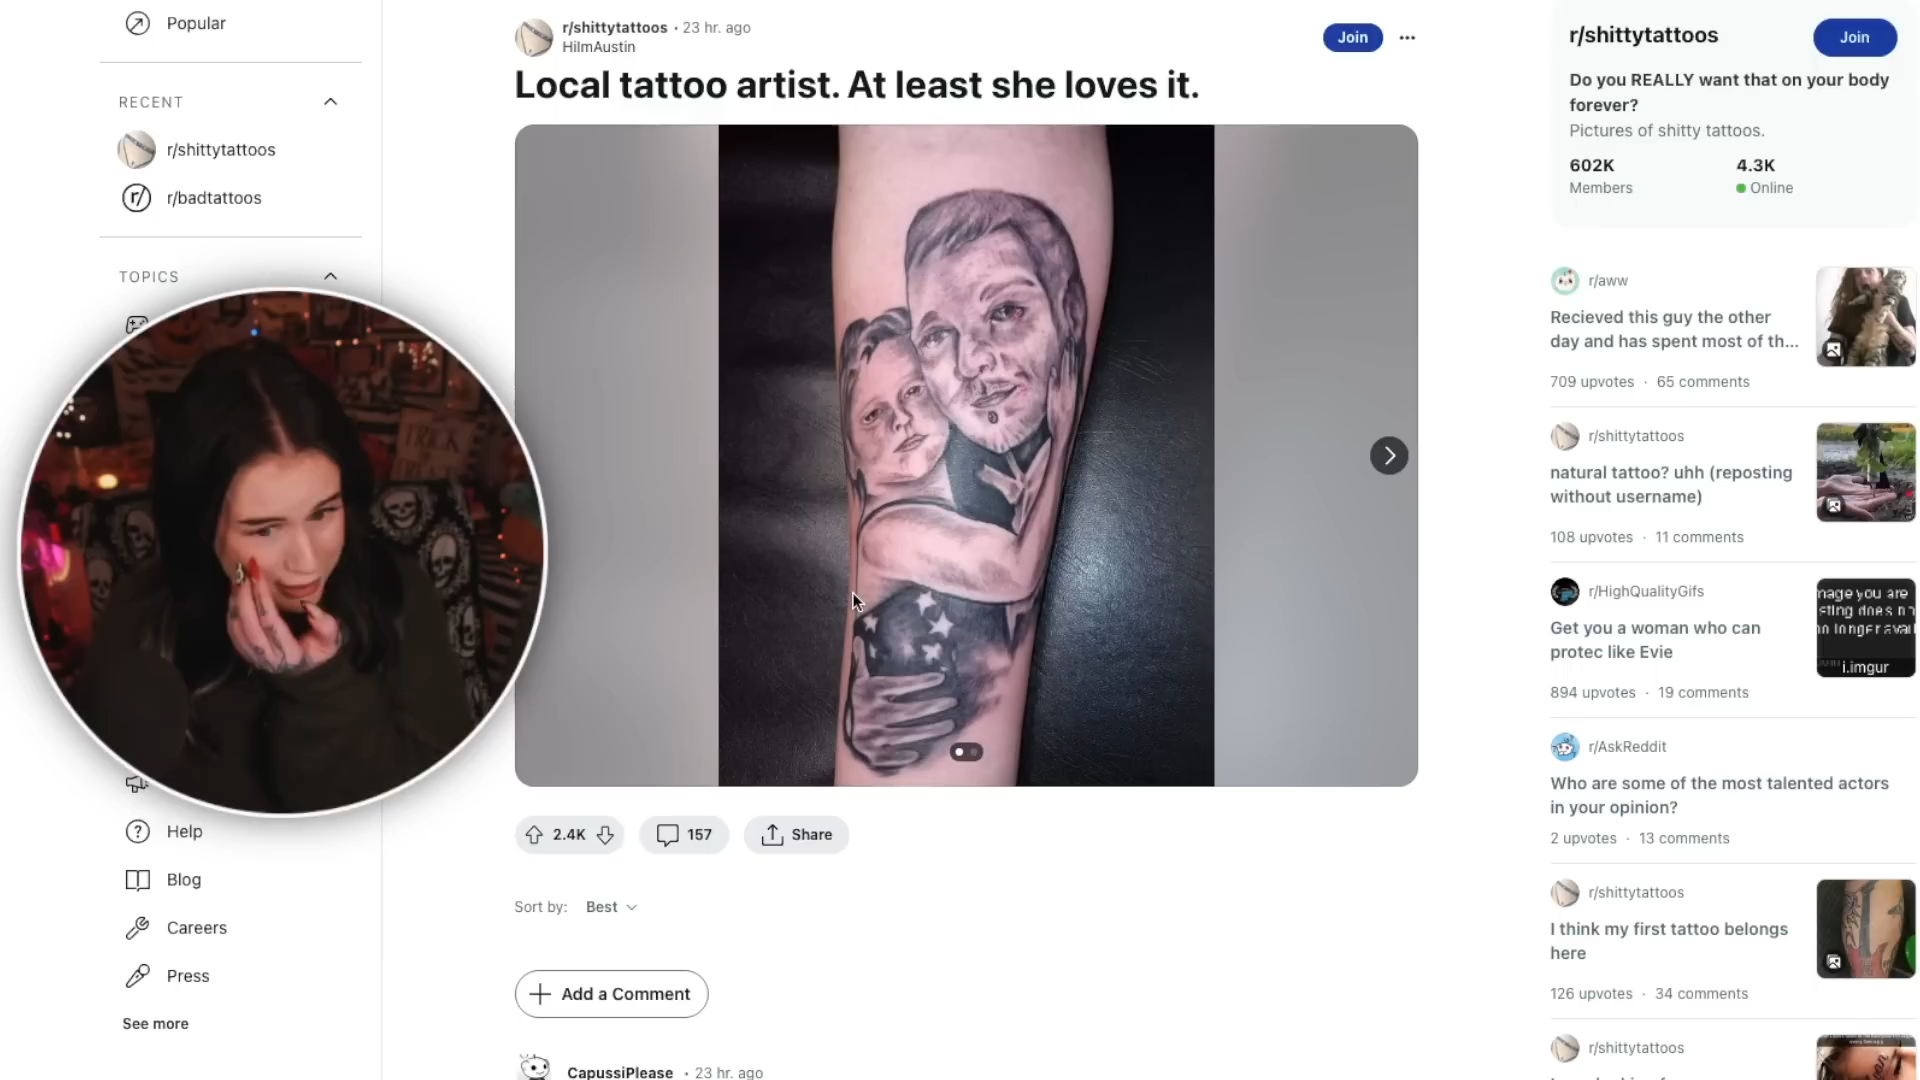 Popular
RECENT
r/shittytattoos
r/badtattoos
TOPICS
Help
Blog
Careers
Press
See more
r/shittytattoos • 23 hr. ago
HilmAustin
Join
Local tattoo artist. At least she loves it.
2.4K
157
Share
Sort by: Best
Add a Comment
CapussiPlease • 23 hr. ago
r/shittytattoos
Join
Do you REALLY want that on your body
forever?
Pictures of shitty tattoos.
602K 4.3K
Members Online
r/aww
Recieved this guy the other
day and has spent most of th...
709 upvotes · 65 comments
r/shittytattoos
natural tattoo? uhh (reposting
without username)
108 upvotes · 11 comments
r/HighQualityGifs
Get you a woman who can
protec like Evie
i.imgur
894 upvotes · 19 comments
r/AskReddit
Who are some of the most talented actors
in your opinion?
2 upvotes · 13 comments
r/shittytattoos
I think my first tattoo belongs
here
126 upvotes · 34 comments
r/shittytattoos